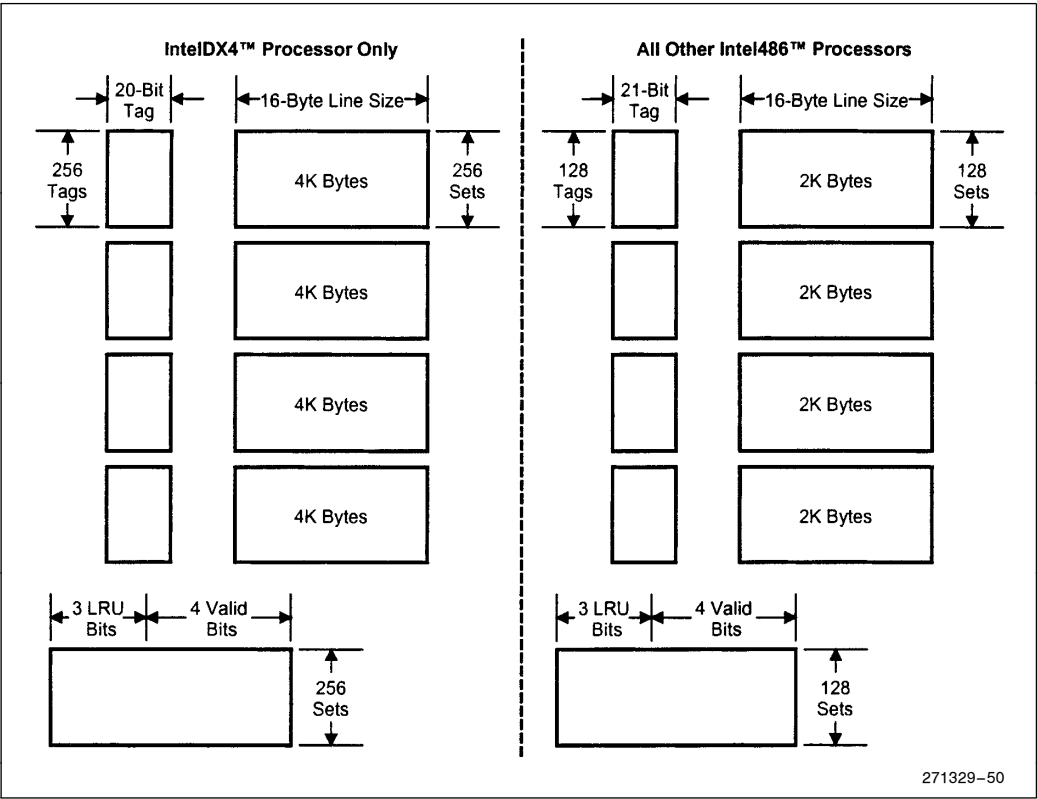 IntelDX4™ Processor Only
20-Bit
Tag
16-Byte Line Size
256
Tags
4K Bytes
256
Sets
4K Bytes
4K Bytes
4K Bytes
3 LRU
Bits
4 Valid
Bits
256
Sets
All Other Intel486™ Processors
21-Bit
Tag
16-Byte Line Size
128
Tags
2K Bytes
128
Sets
2K Bytes
2K Bytes
2K Bytes
3 LRU
Bits
4 Valid
Bits
128
Sets
271329–50